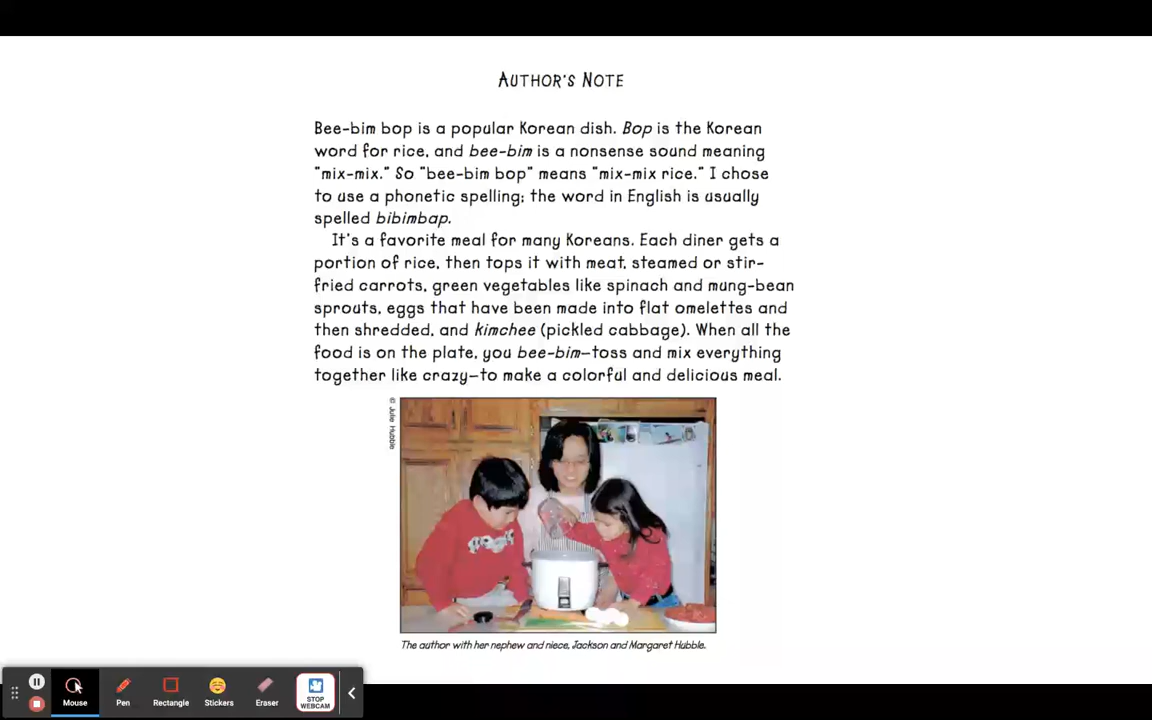 AUTHOR'S NOTE
Bee-bim bop is a popular Korean dish. Bop is the Korean
word for rice, and bee-bim is a nonsense sound meaning
"mix-mix." So "bee-bim bop" means "mix-mix rice." I chose
to use a phonetic spelling; the word in English is usually
spelled bibimbap.
It's a favorite meal for many Koreans. Each diner gets a
portion of rice, then tops it with meat, steamed or stir-
fried carrots, green vegetables like spinach and mung-bean
sprouts, eggs that have been made into flat omelettes and
then shredded, and kimchee (pickled cabbage). When all the
food is on the plate, you bee-bim—toss and mix everything
together like crazy—to make a colorful and delicious meal.
© Julie Hubble
The author with her nephew and niece, Jackson and Margaret Hubble.
Mouse
Pen
Rectangle
Stickers
Eraser
STOP
WEBCAM